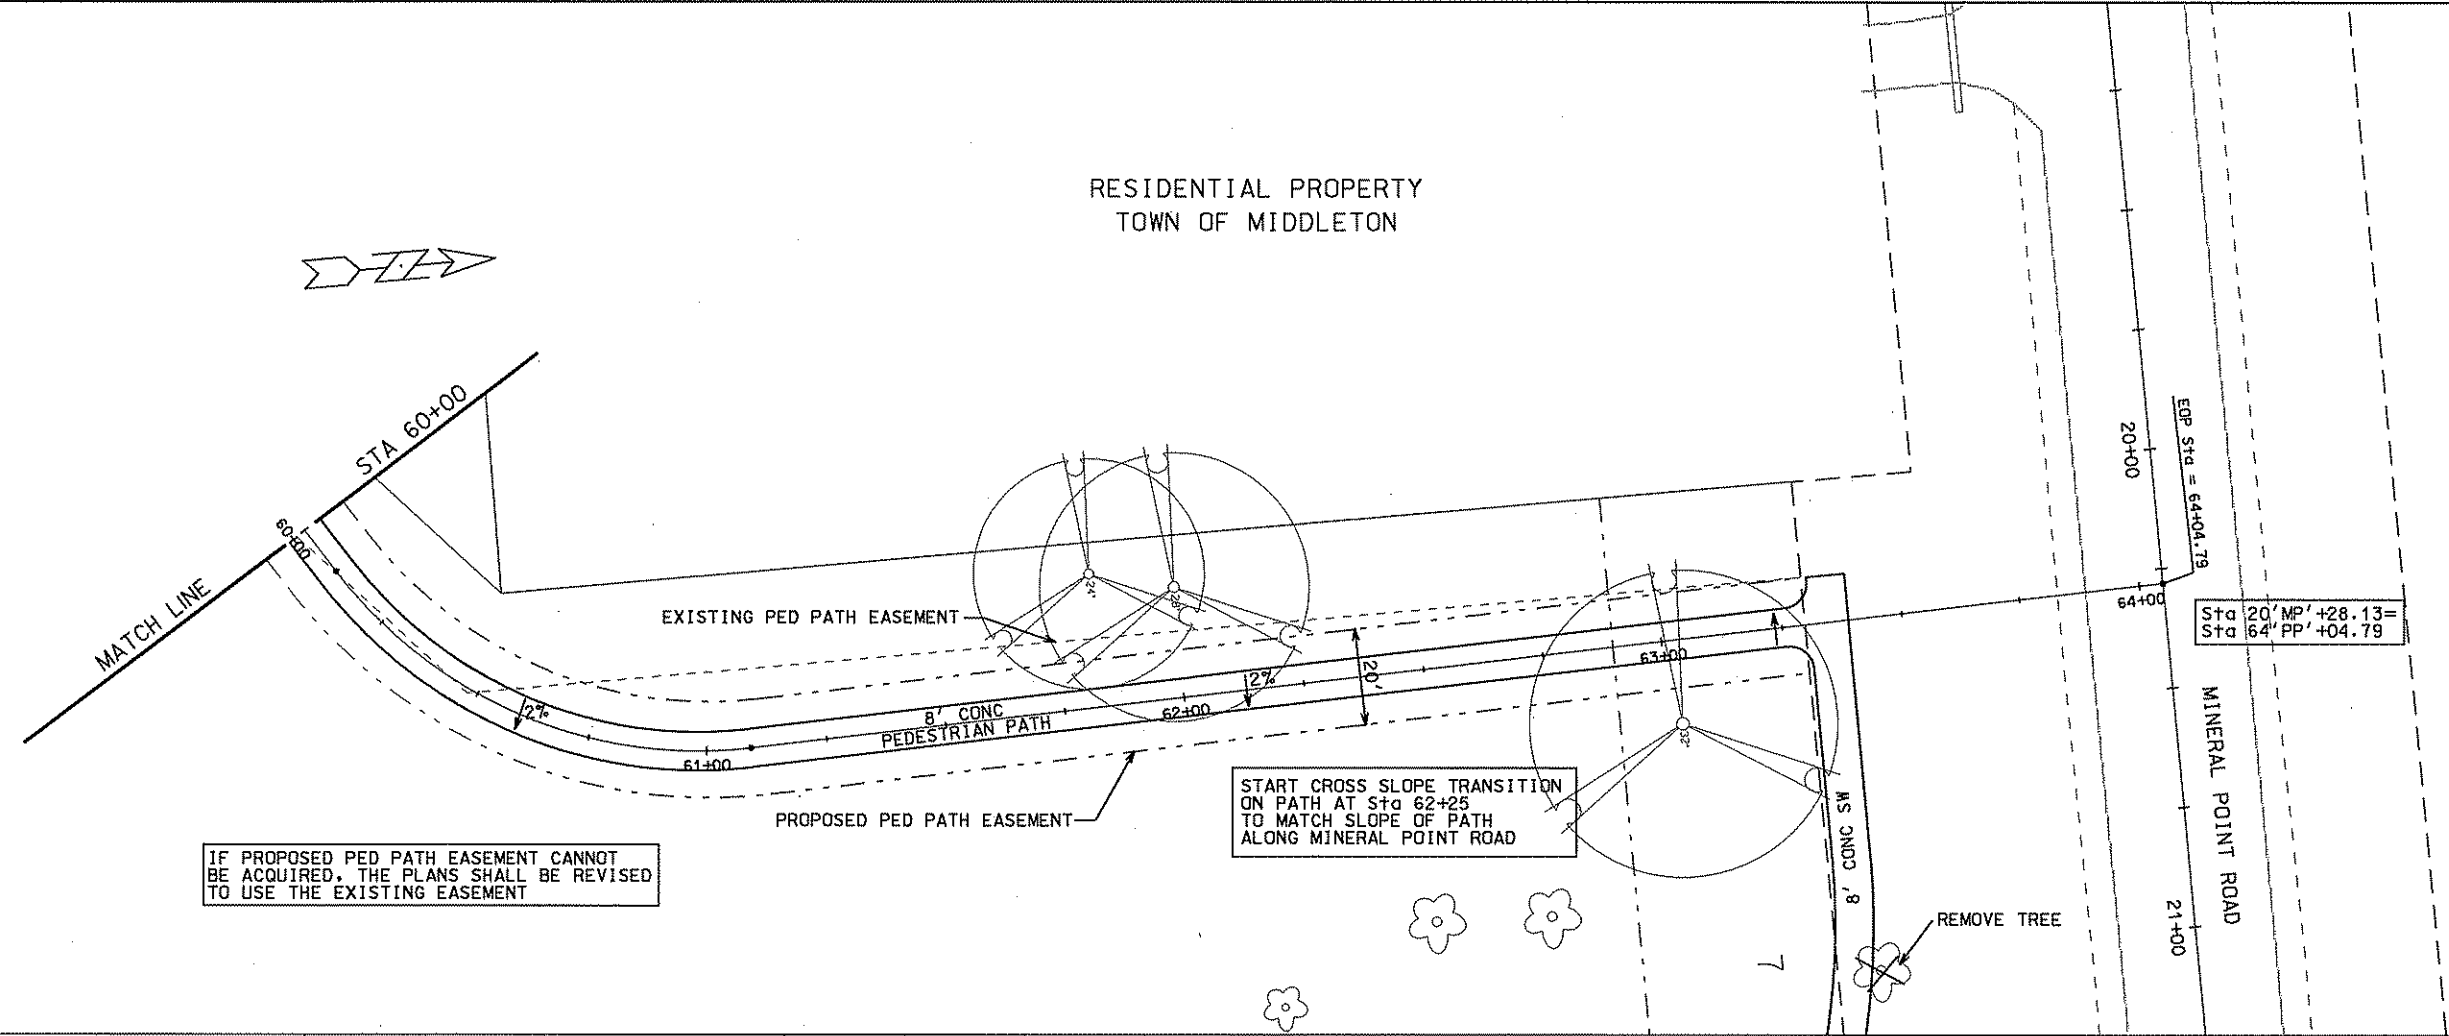 RESIDENTIAL PROPERTY
TOWN OF MIDDLETON
STA 60+00
MATCH LINE
60+00
EXISTING PED PATH EASEMENT
24"
28"
2%
61+00
8' CONC
PEDESTRIAN PATH
62+00
2%
20'
63+00
64+00
PROPOSED PED PATH EASEMENT
START CROSS SLOPE TRANSITION
ON PATH AT Sta 62+25
TO MATCH SLOPE OF PATH
ALONG MINERAL POINT ROAD
IF PROPOSED PED PATH EASEMENT CANNOT
BE ACQUIRED, THE PLANS SHALL BE REVISED
TO USE THE EXISTING EASEMENT
32"
8' CONC SW
7
REMOVE TREE
20+00
EOP Sta = 64+04.79
Sta 20'MP'+28.13=
Sta 64'PP'+04.79
MINERAL POINT ROAD
21+00